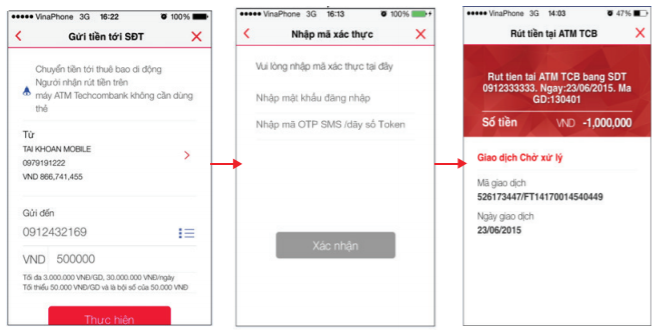 VinaPhone 3G 16:22 100%
Gửi tiền tới SĐT
Chuyển tiền tới thuê bao di động
Người nhận rút tiền trên
máy ATM Techcombank không cần dùng
thẻ
Từ
TAI KHOAN MOBILE
0979191222
VND 866,741,455
Gửi đến
0912432169
VND 500000
Tối đa 3.000.000 VNĐ/GD, 30.000.000 VNĐ/ngày
Tối thiểu 50.000 VNĐ/GD và là bội số của 50.000 VNĐ
Thực hiện
VinaPhone 3G 16:13 100%
Nhập mã xác thực
Vui lòng nhập mã xác thực tại đây
Nhập mật khẩu đăng nhập
Nhập mã OTP SMS /dãy số Token
Xác nhận
VinaPhone 3G 14:03 47%
Rút tiền tại ATM TCB
Rut tien tai ATM TCB bang SDT
0912333333. Ngay:23/06/2015. Ma
GD:130401
Số tiền VND -1,000,000
Giao dịch Chờ xử lý
Mã giao dịch
526173447/FT14170014540449
Ngày giao dịch
23/06/2015